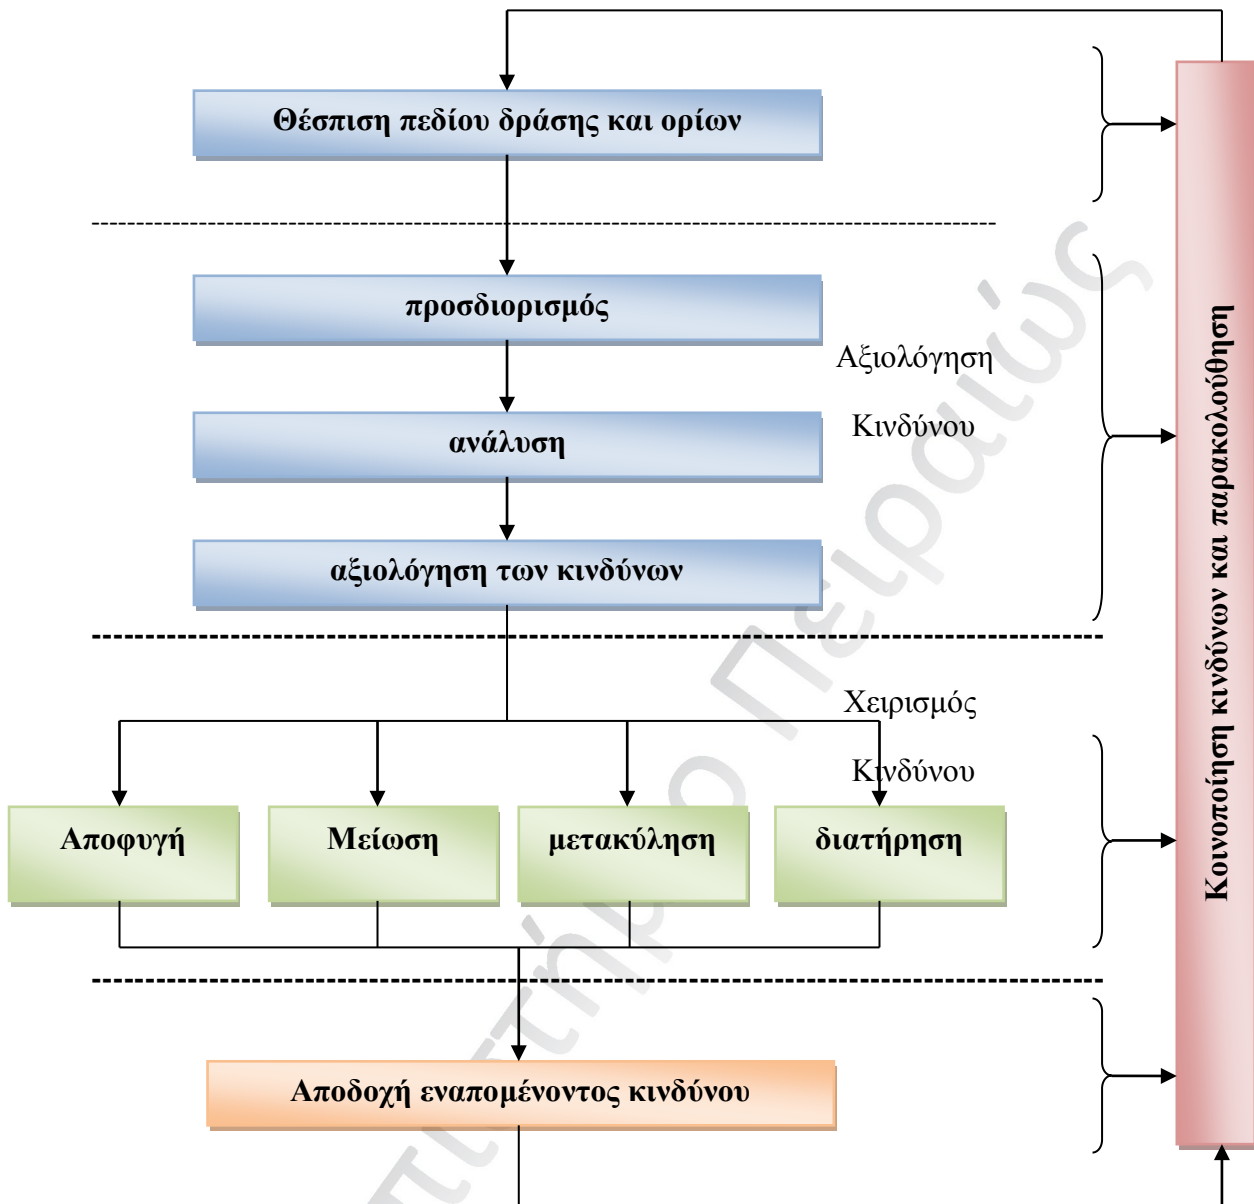 Θέσπιση πεδίου δράσης και ορίων
προσδιορισμός
Αξιολόγηση
Κινδύνου
ανάλυση
αξιολόγηση των κινδύνων
Χειρισμός
Κινδύνου
Αποφυγή
Μείωση
μετακύληση
διατήρηση
Αποδοχή εναπομένοντος κινδύνου
Κοινοποίηση κινδύνων και παρακολούθηση
Πειραιώς